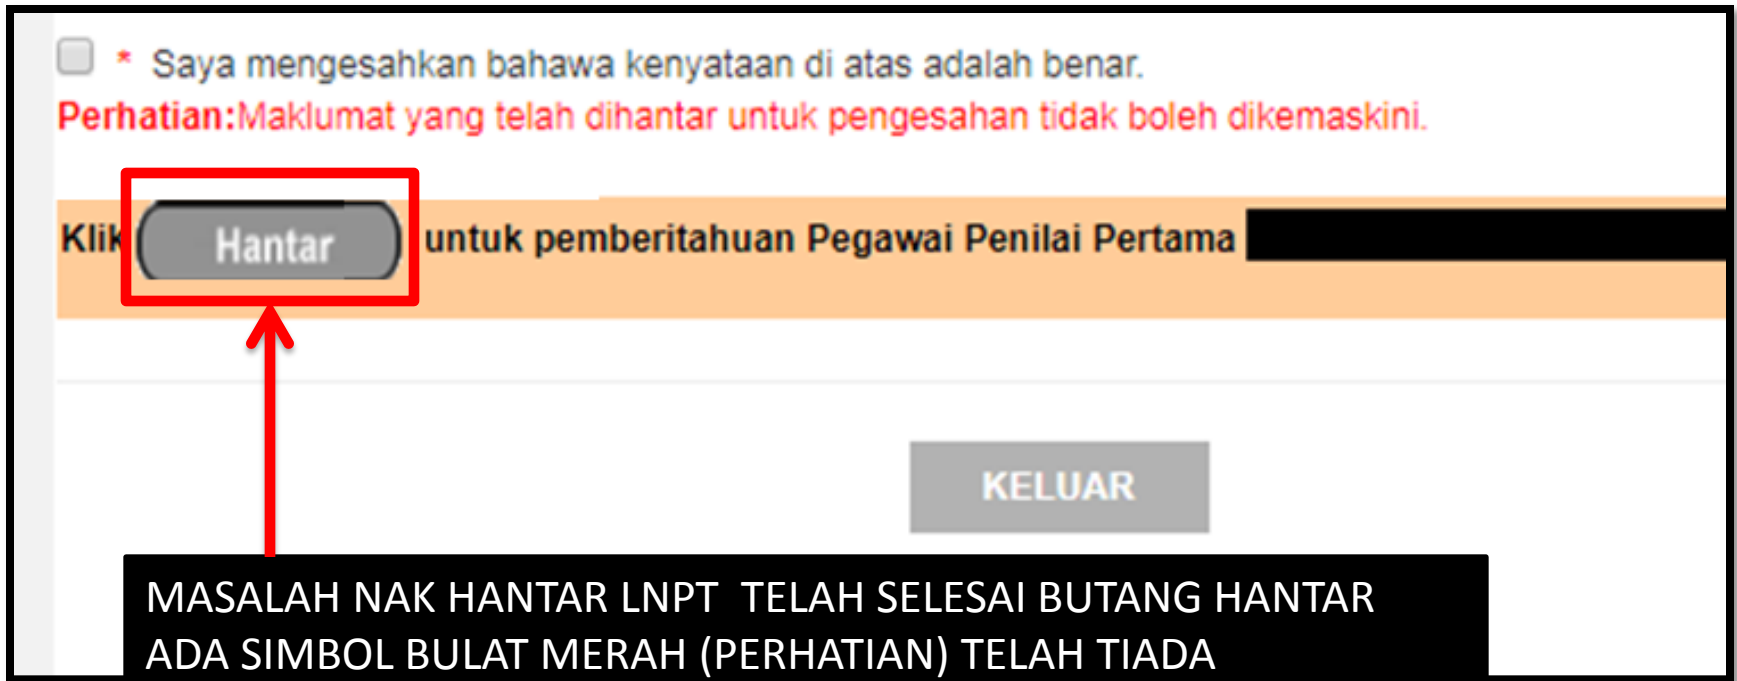 * Saya mengesahkan bahawa kenyataan di atas adalah benar.
Perhatian:Maklumat yang telah dihantar untuk pengesahan tidak boleh dikemaskini.
Klik Hantar untuk pemberitahuan Pegawai Penilai Pertama
KELUAR
MASALAH NAK HANTAR LNPT TELAH SELESAI BUTANG HANTAR
ADA SIMBOL BULAT MERAH (PERHATIAN) TELAH TIADA